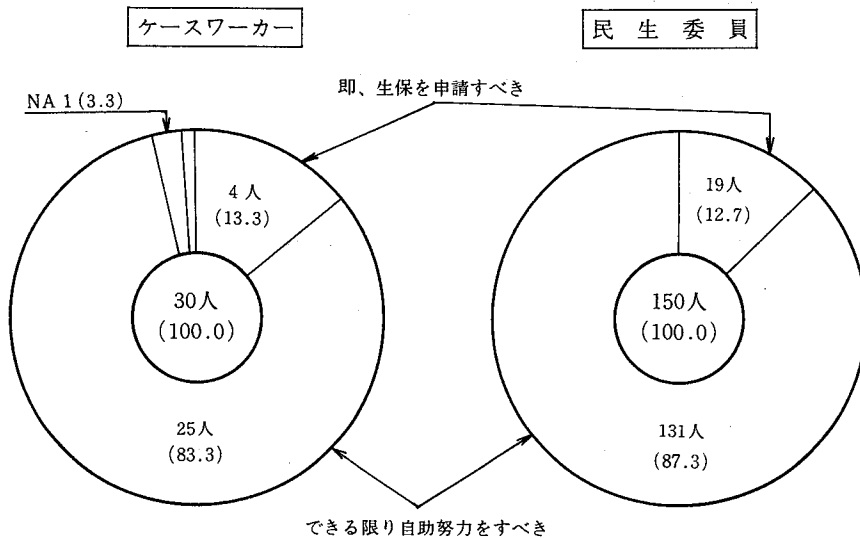 ケースワーカー
民生委員
即、生保を申請すべき
NA 1(3.3)
4人
(13.3)
19人
(12.7)
30人
(100.0)
150人
(100.0)
25人
(83.3)
131人
(87.3)
できる限り自助努力をすべき